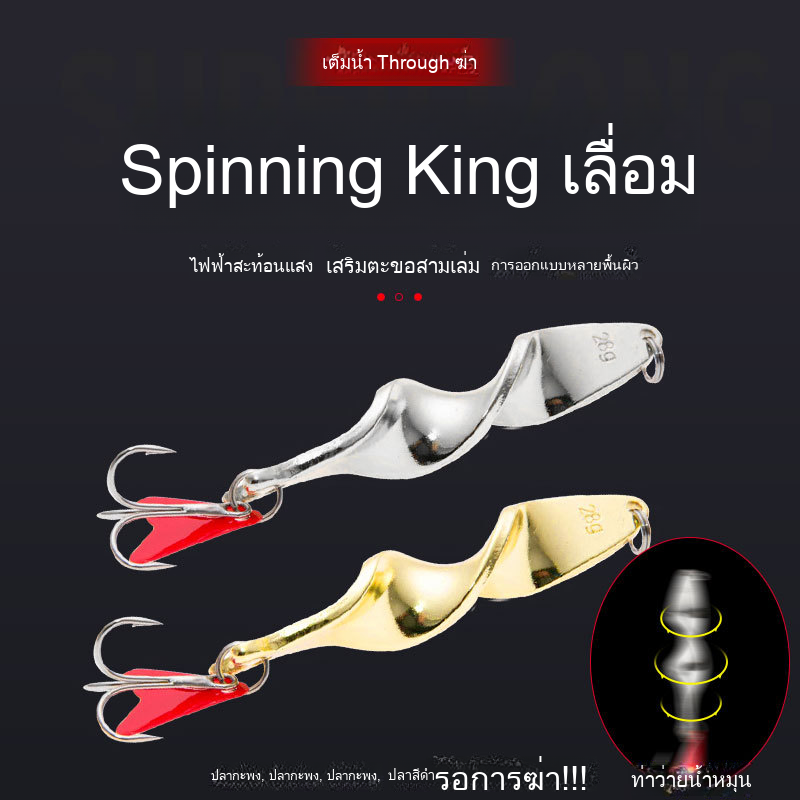 เต็มน้ำ Through ฆ่า
Spinning King เลื่อม
ไฟฟ้าสะท้อนแสง เสริมตะขอสามเล่ม การออกแบบหลายพื้นผิว
28g
28g
ปลากะพง, ปลากะพง, ปลากะพง, ปลาสีดำรอการฆ่า!!!
ท่าว่ายน้ำหมุน